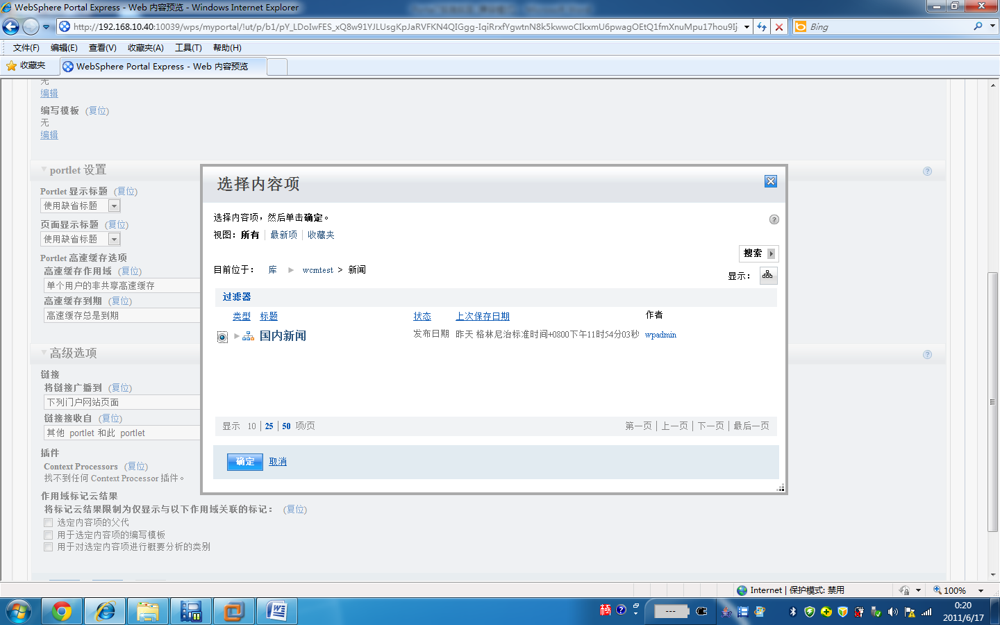 WebSphere Portal Express - Web 内容预览 - Windows Internet Explorer
http://192.168.10.40:10039/wps/myportal/!ut/p/b1/pY_LDoIwFES_xQ8w91YJLUsgKpJaRVFKN4QIGgg-IqiRrxfYgwtnN8k5kwwoCIkxmU6pwagOEtQ1fmXnuMpu17hou9Ij
Bing
文件(F) 编辑(E) 查看(V) 收藏夹(A) 工具(T) 帮助(H)
收藏夹 WebSphere Portal Express - Web 内容预览
无
编辑
编写模板 (复位)
无
编辑
portlet 设置
Portlet 显示标题 (复位)
使用缺省标题
页面显示标题 (复位)
使用缺省标题
Portlet 高速缓存选项
高速缓存作用域 (复位)
单个用户的非共享高速缓存
高速缓存到期 (复位)
高速缓存总是到期
高级选项
链接
将链接广播到 (复位)
下列门户网站页面
链接接收自 (复位)
其他 portlet 和此 portlet
插件
Context Processors (复位)
找不到任何 Context Processor 插件。
作用域标记云结果
将标记云结果限制为仅显示与以下作用域关联的标记： (复位)
选定内容项的父代
用于选定内容项的编写模板
用于对选定内容项进行概要分析的类别
选择内容项
选择内容项，然后单击确定。
视图：所有 | 最新项 | 收藏夹
搜索
目前位于： 库 wcmtest > 新闻
显示：
过滤器
类型 标题 状态 上次保存日期 作者
国内新闻 发布日期 昨天 格林尼治标准时间+0800下午11时54分03秒 wpadmin
显示 10 | 25 | 50 项/页 第一页 | 上一页 | 下一页 | 最后一页
确定 取消
Internet | 保护模式: 禁用 100%
0:20
2011/6/17